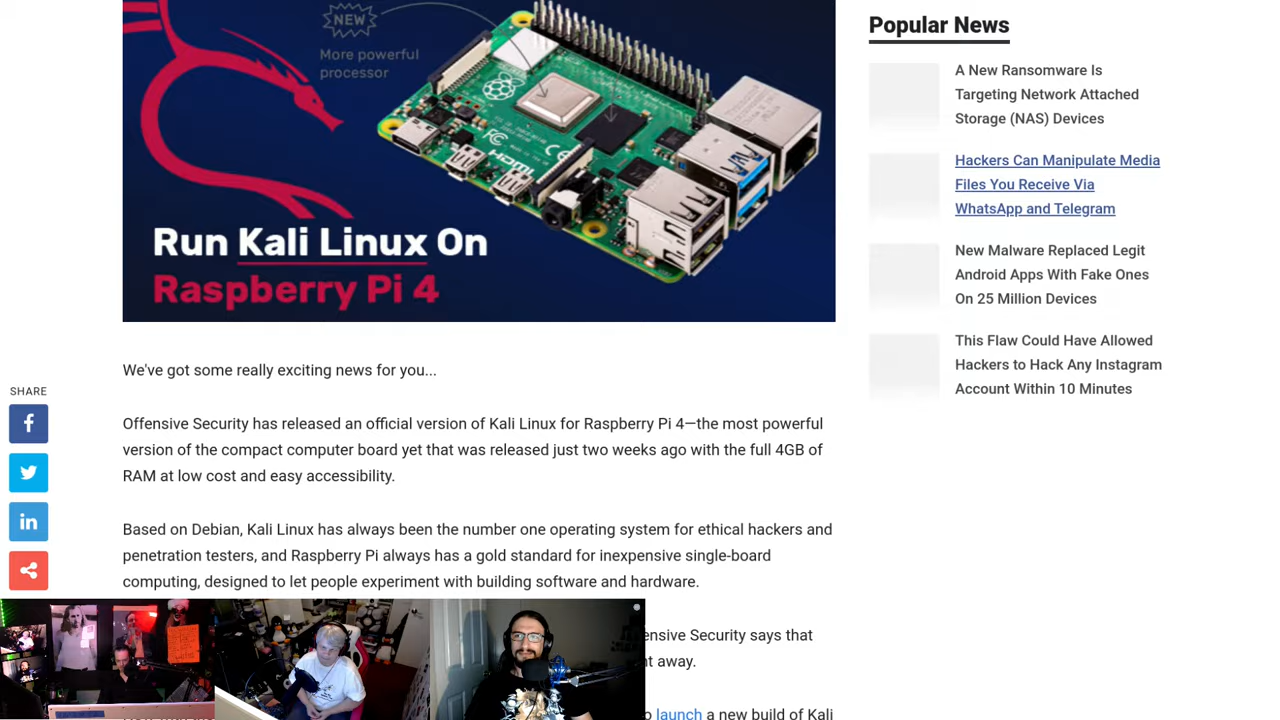 NEW
More powerful
processor
FC
HDMI
Run Kali Linux On
Raspberry Pi 4
We've got some really exciting news for you...
SHARE
Offensive Security has released an official version of Kali Linux for Raspberry Pi 4—the most powerful
version of the compact computer board yet that was released just two weeks ago with the full 4GB of
RAM at low cost and easy accessibility.
Based on Debian, Kali Linux has always been the number one operating system for ethical hackers and
penetration testers, and Raspberry Pi always has a gold standard for inexpensive single-board
computing, designed to let people experiment with building software and hardware.
ensive Security says that
t away.
launch a new build of Kali
Popular News
A New Ransomware Is
Targeting Network Attached
Storage (NAS) Devices
Hackers Can Manipulate Media
Files You Receive Via
WhatsApp and Telegram
New Malware Replaced Legit
Android Apps With Fake Ones
On 25 Million Devices
This Flaw Could Have Allowed
Hackers to Hack Any Instagram
Account Within 10 Minutes